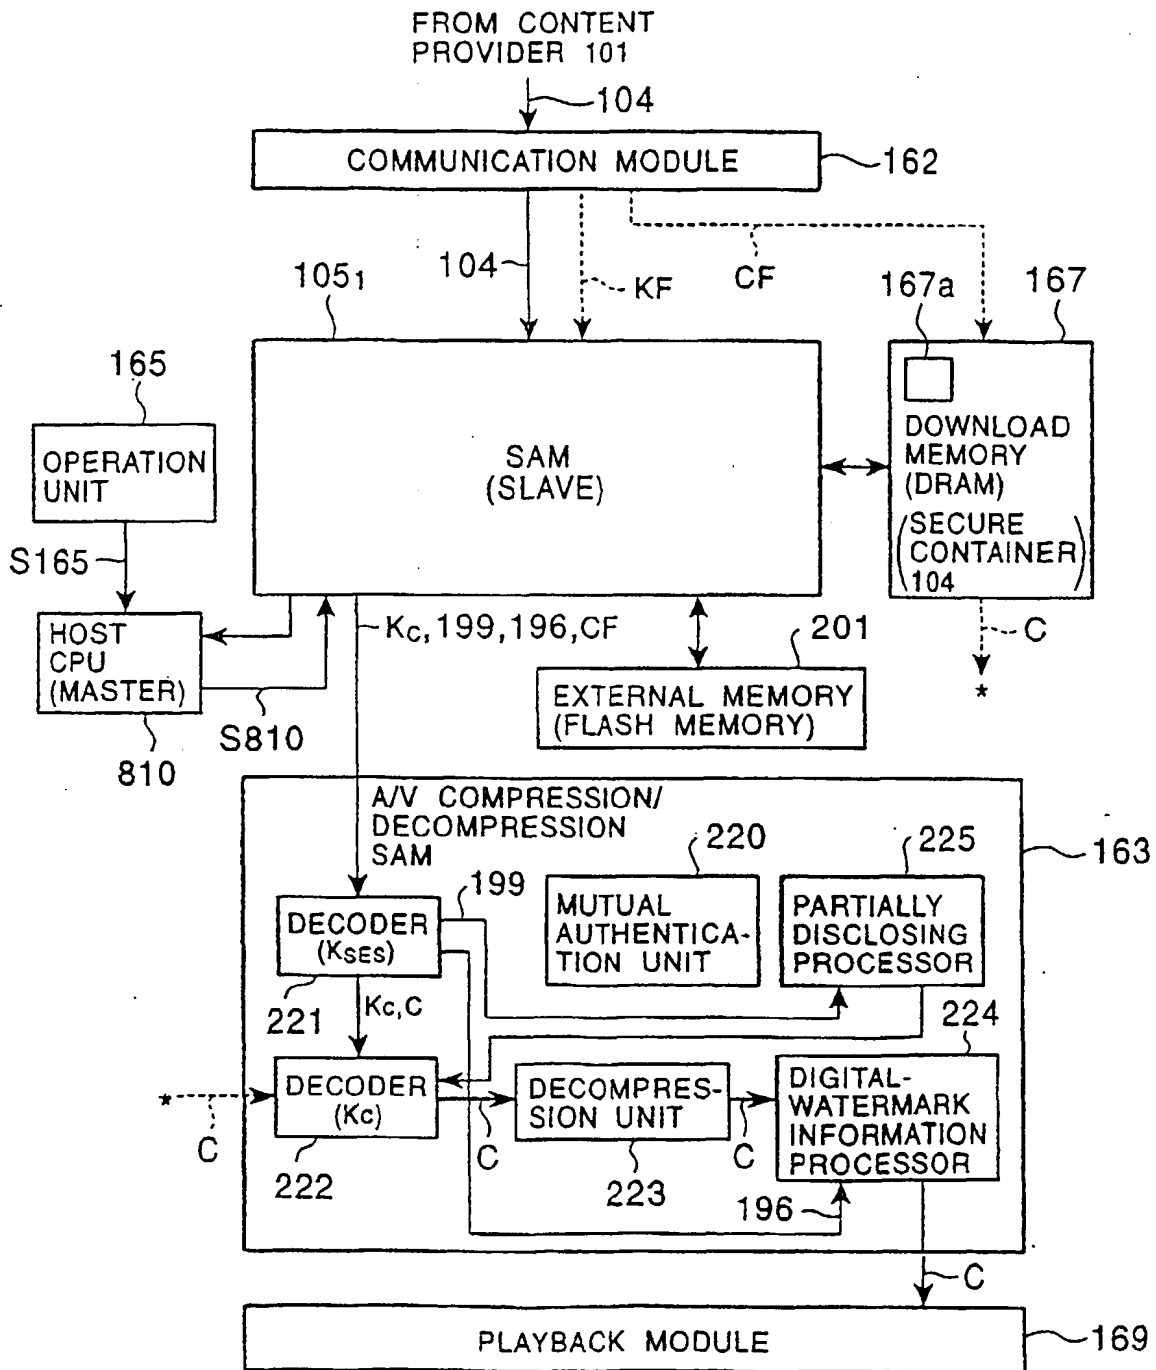 FROM CONTENT
PROVIDER 101
104
COMMUNICATION MODULE
162
104
KF
CF
105₁
167a
167
165
OPERATION
UNIT
SAM
(SLAVE)
DOWNLOAD
MEMORY
(DRAM)
(SECURE
CONTAINER
104)
S165
HOST
CPU
(MASTER)
KC,199,196,CF
201
C
*
EXTERNAL MEMORY
(FLASH MEMORY)
S810
810
A/V COMPRESSION/
DECOMPRESSION
SAM
220
225
163
199
DECODER
(KSES)
MUTUAL
AUTHENTICA-
TION UNIT
PARTIALLY
DISCLOSING
PROCESSOR
221
Kc,C
224
*
C
DECODER
(Kc)
C
DECOMPRES-
SION UNIT
C
DIGITAL-
WATERMARK
INFORMATION
PROCESSOR
222
223
196
C
PLAYBACK MODULE
169